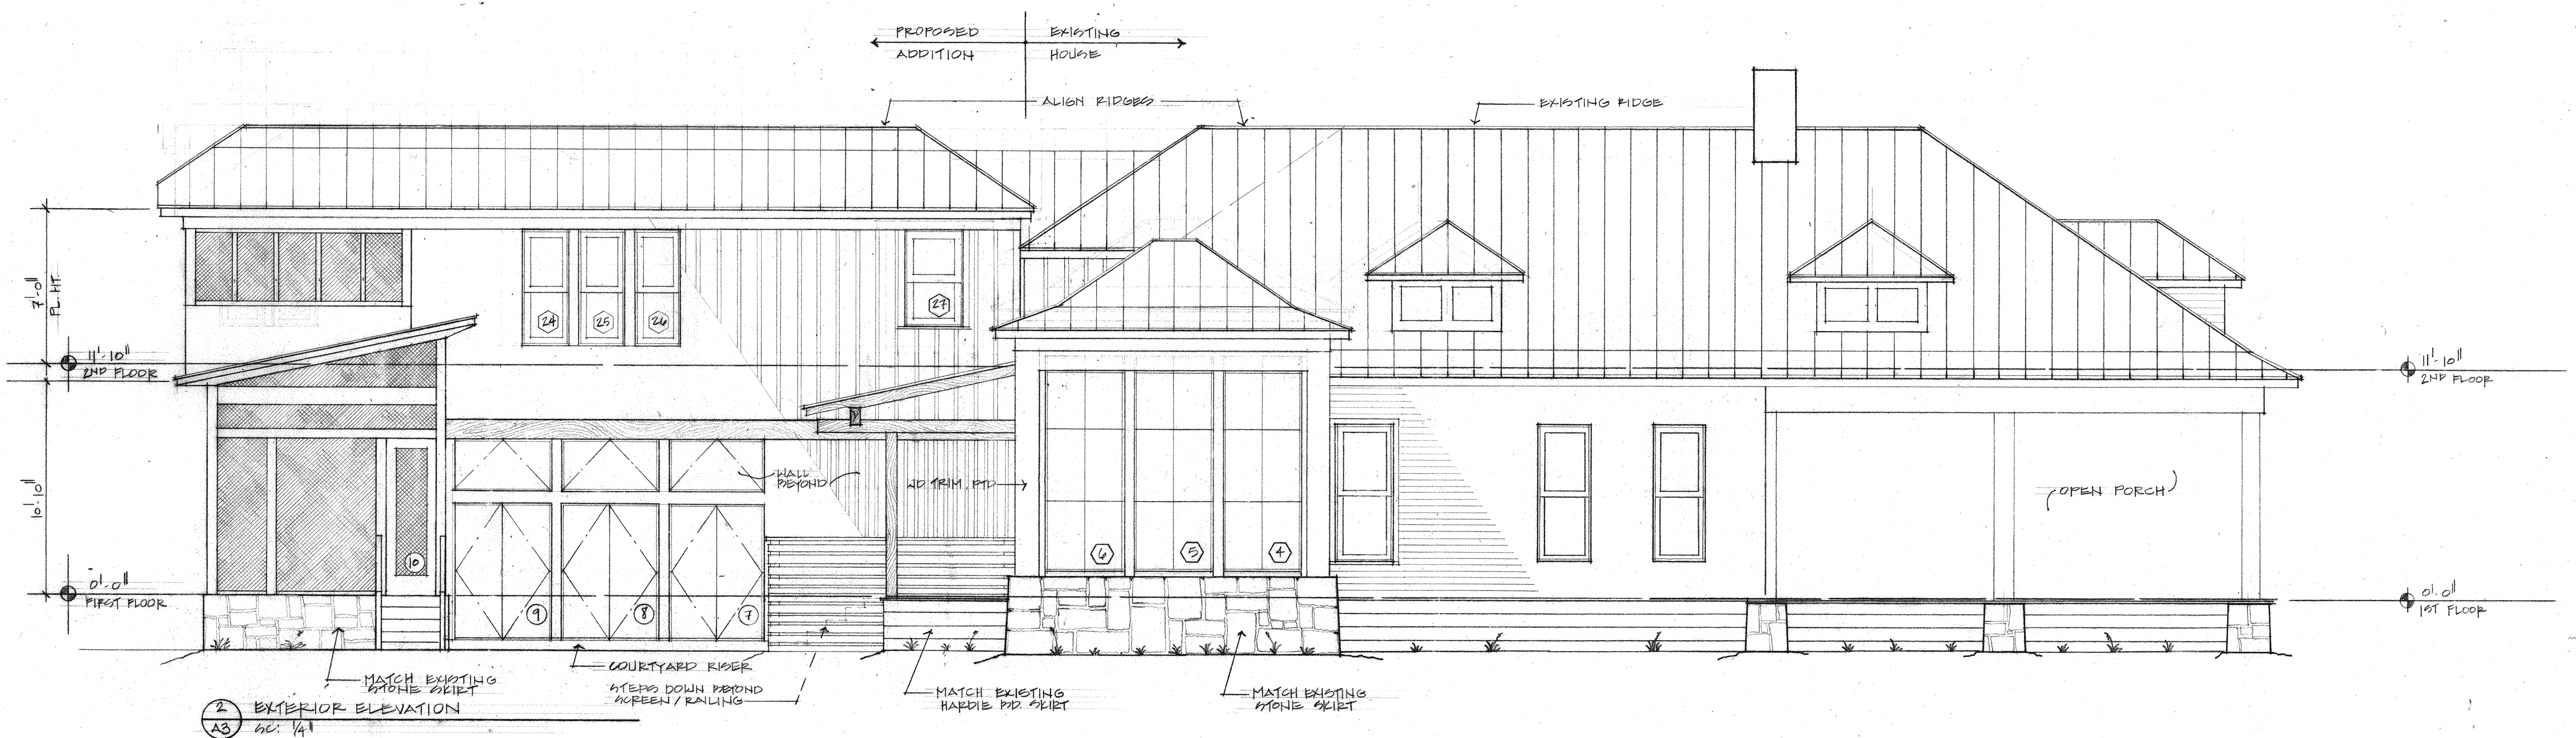 PROPOSED
ADDITION
EXISTING
HOUSE
ALIGN RIDGES
EXISTING RIDGE
7'-0"
PL. HT
24
25
26
27
11'-10"
2ND FLOOR
11'-10"
2ND FLOOR
10'-10"
WALL
BEYOND
WD TRIM, PTD
OPEN PORCH
6
5
4
10
9
8
7
0'-0"
FIRST FLOOR
0'-0"
1ST FLOOR
MATCH EXISTING
STONE SKIRT
COURTYARD RISER
STEPS DOWN BEYOND
SCREEN/RAILING
MATCH EXISTING
HARDIE BD. SKIRT
MATCH EXISTING
STONE SKIRT
2
A3
EXTERIOR ELEVATION
SC: 1/4"